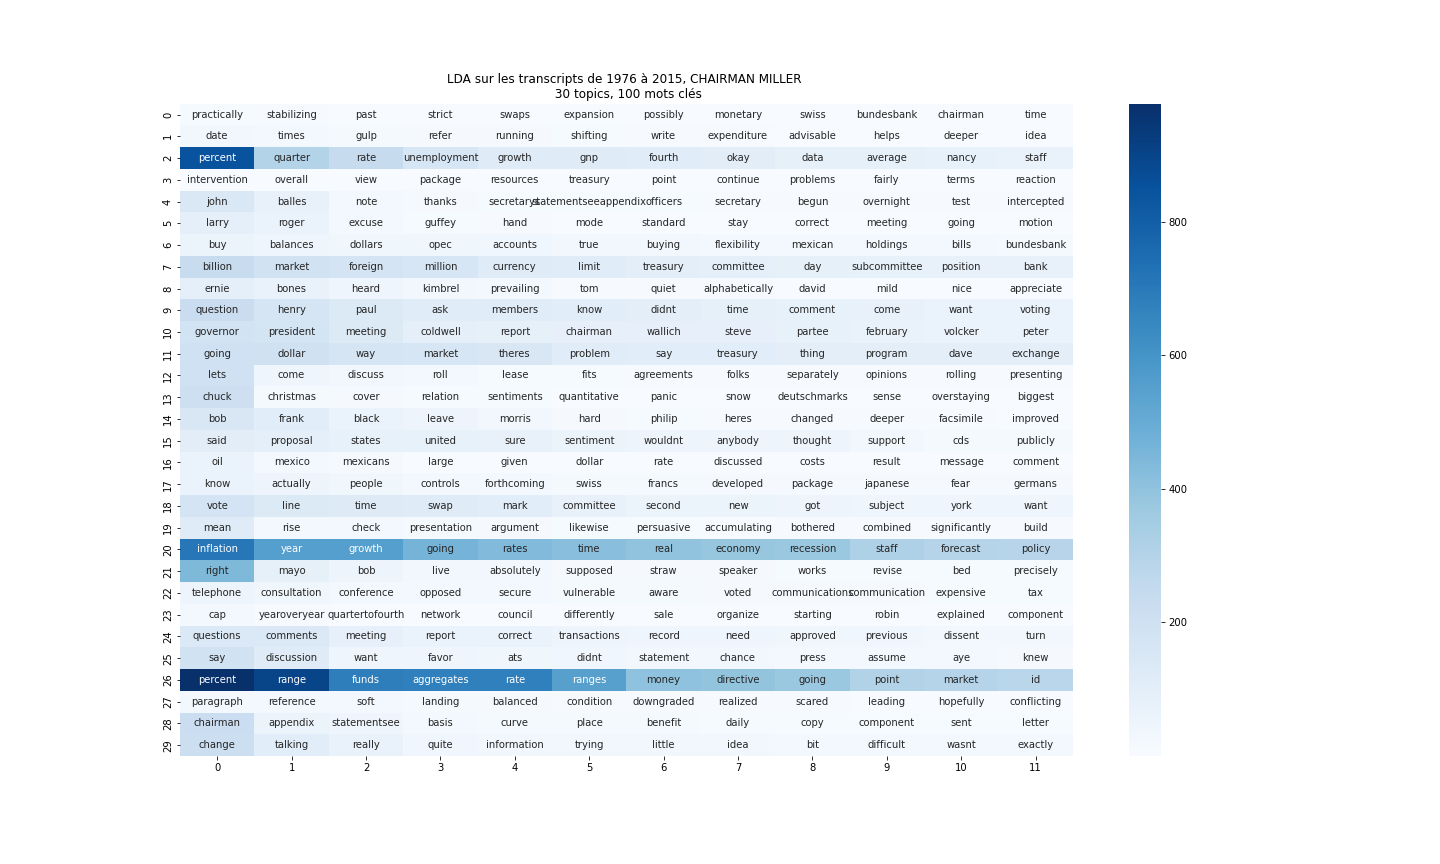 LDA sur les transcripts de 1976 à 2015, CHAIRMAN MILLER
30 topics, 100 mots clés
0 practically stabilizing past strict swaps expansion possibly monetary swiss bundesbank chairman time
1 date times gulp refer running shifting write expenditure advisable helps deeper idea
2 percent quarter rate unemployment growth gnp fourth okay data average nancy staff
3 intervention overall view package resources treasury point continue problems fairly terms reaction
4 john balles note thanks secretarys statementseeappendix officers secretary begun overnight test intercepted
5 larry roger excuse guffey hand mode standard stay correct meeting going motion
6 buy balances dollars opec accounts true buying flexibility mexican holdings bills bundesbank
7 billion market foreign million currency limit treasury committee day subcommittee position bank
8 ernie bones heard kimbrel prevailing tom quiet alphabetically david mild nice appreciate
9 question henry paul ask members know didnt time comment come want voting
10 governor president meeting coldwell report chairman wallich steve partee february volcker peter
11 going dollar way market theres problem say treasury thing program dave exchange
12 lets come discuss roll lease fits agreements folks separately opinions rolling presenting
13 chuck christmas cover relation sentiments quantitative panic snow deutschmarks sense overstaying biggest
14 bob frank black leave morris hard philip heres changed deeper facsimile improved
15 said proposal states united sure sentiment wouldnt anybody thought support cds publicly
16 oil mexico mexicans large given dollar rate discussed costs result message comment
17 know actually people controls forthcoming swiss francs developed package japanese fear germans
18 vote line time swap mark committee second new got subject york want
19 mean rise check presentation argument likewise persuasive accumulating bothered combined significantly build
20 inflation year growth going rates time real economy recession staff forecast policy
21 right mayo bob live absolutely supposed straw speaker works revise bed precisely
22 telephone consultation conference opposed secure vulnerable aware voted communications communication expensive tax
23 cap yearoveryear quartertofourth network council differently sale organize starting robin explained component
24 questions comments meeting report correct transactions record need approved previous dissent turn
25 say discussion want favor ats didnt statement chance press assume aye knew
26 percent range funds aggregates rate ranges money directive going point market id
27 paragraph reference soft landing balanced condition downgraded realized scared leading hopefully conflicting
28 chairman appendix statementsee basis curve place benefit daily copy component sent letter
29 change talking really quite information trying little idea bit difficult wasnt exactly
0 1 2 3 4 5 6 7 8 9 10 11
800
600
400
200